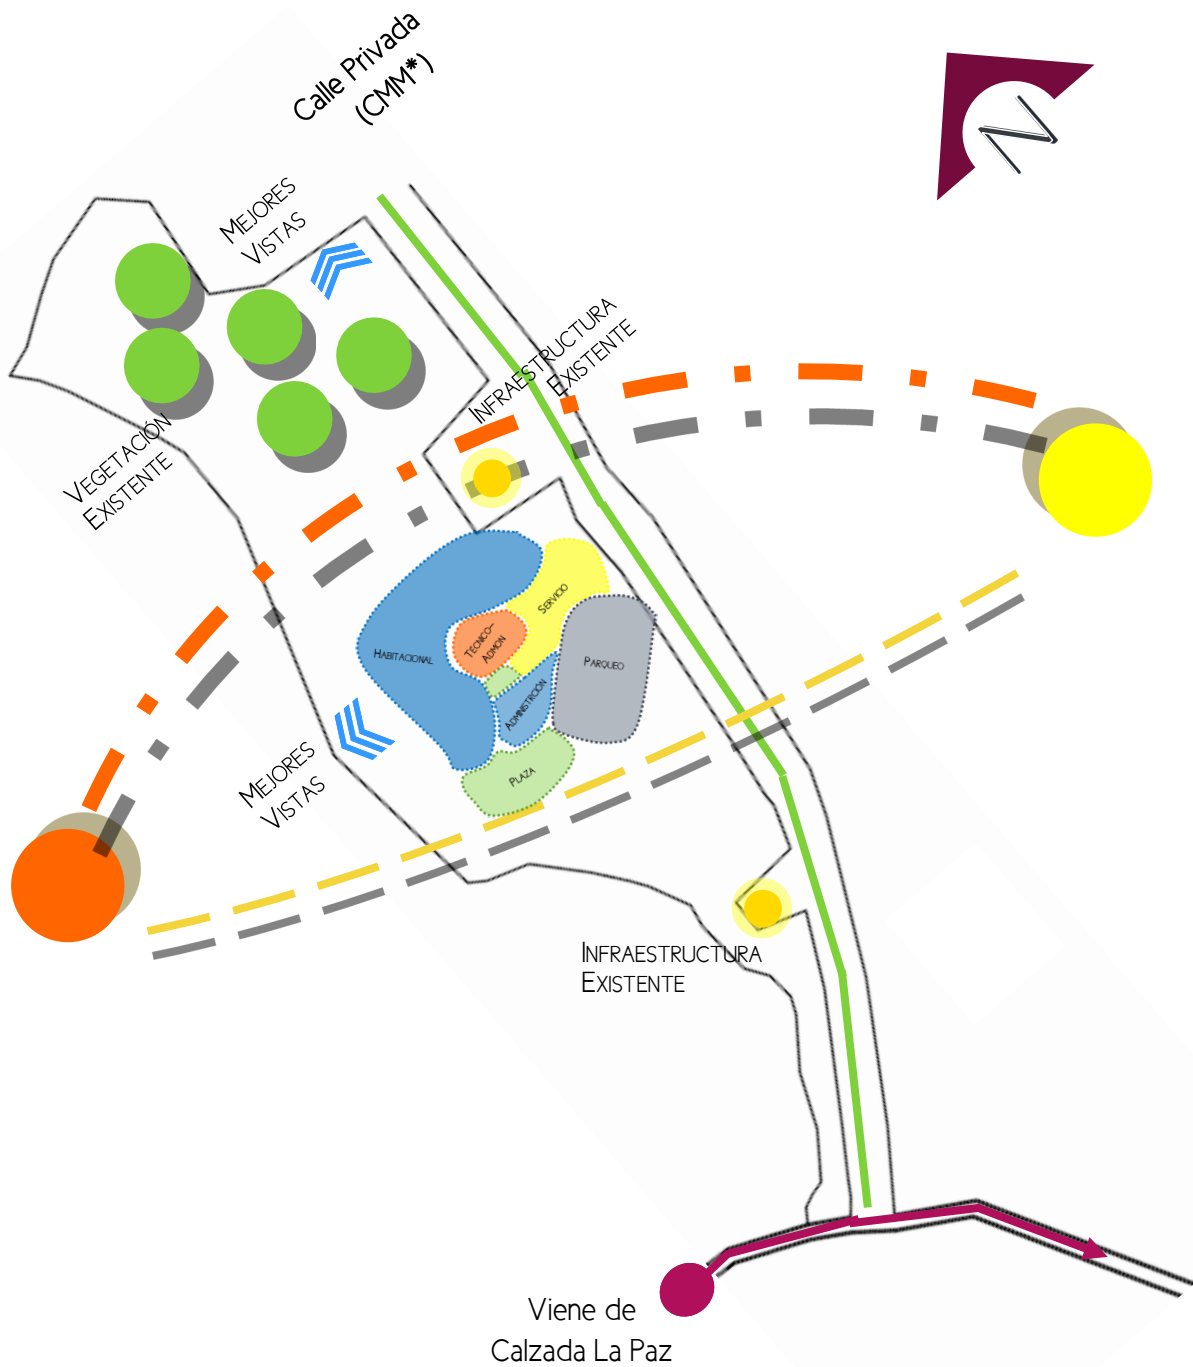 Calle Privada
(CMM*)
N
MEJORES
VISTAS
INFRAESTRUCTURA
EXISTENTE
VEGETACIÓN
EXISTENTE
SERVICIO
TECNICO-
ADMON
HABITACIONAL
PARQUEO
ADMINISTRCIÓN
PLAZA
MEJORES
VISTAS
INFRAESTRUCTURA
EXISTENTE
Viene de
Calzada La Paz